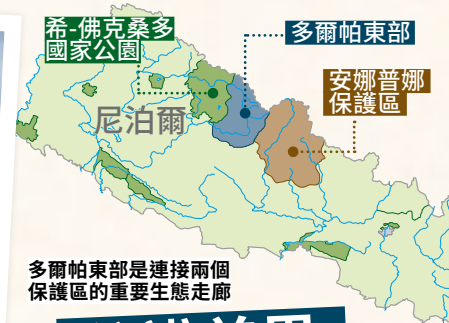 希-佛克桑多
國家公園
多爾帕東部
安娜普娜
保護區
尼泊爾
多爾帕東部是連接兩個
保護區的重要生態走廊